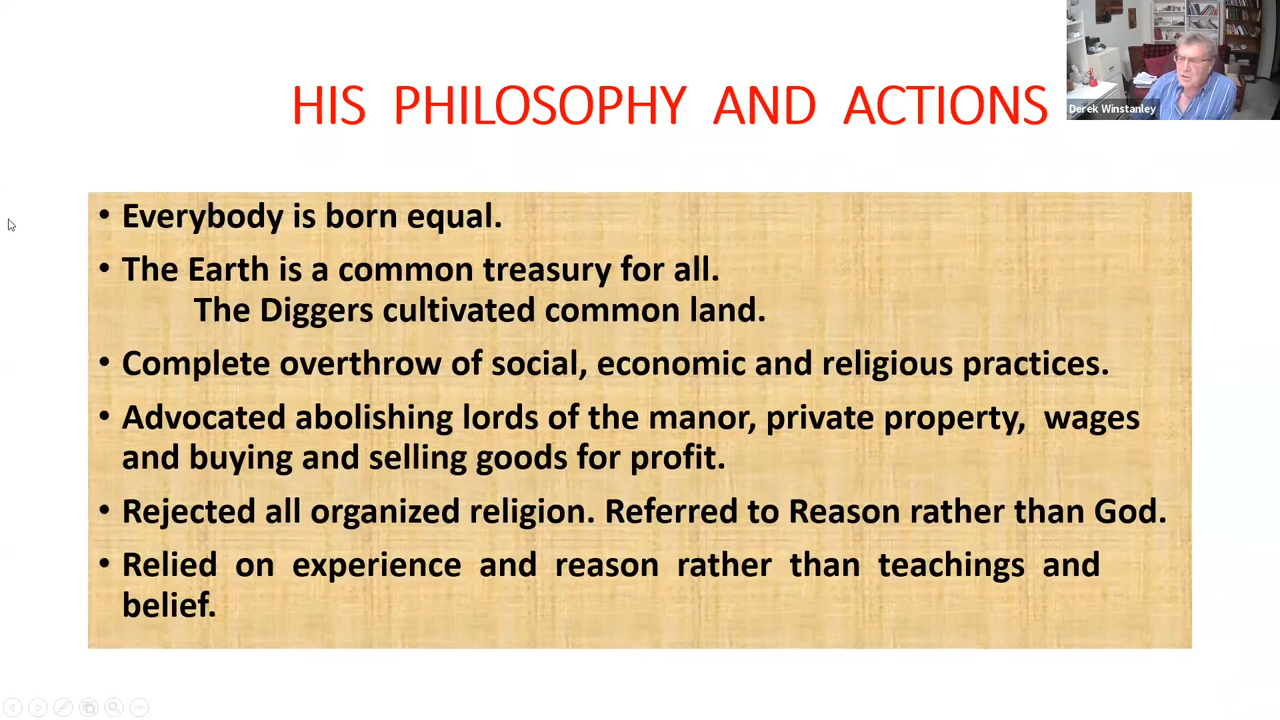 HIS PHILOSOPHY AND ACTIONS
Derek Winstanley
• Everybody is born equal.
• The Earth is a common treasury for all.
The Diggers cultivated common land.
• Complete overthrow of social, economic and religious practices.
• Advocated abolishing lords of the manor, private property, wages
and buying and selling goods for profit.
• Rejected all organized religion. Referred to Reason rather than God.
• Relied on experience and reason rather than teachings and
belief.